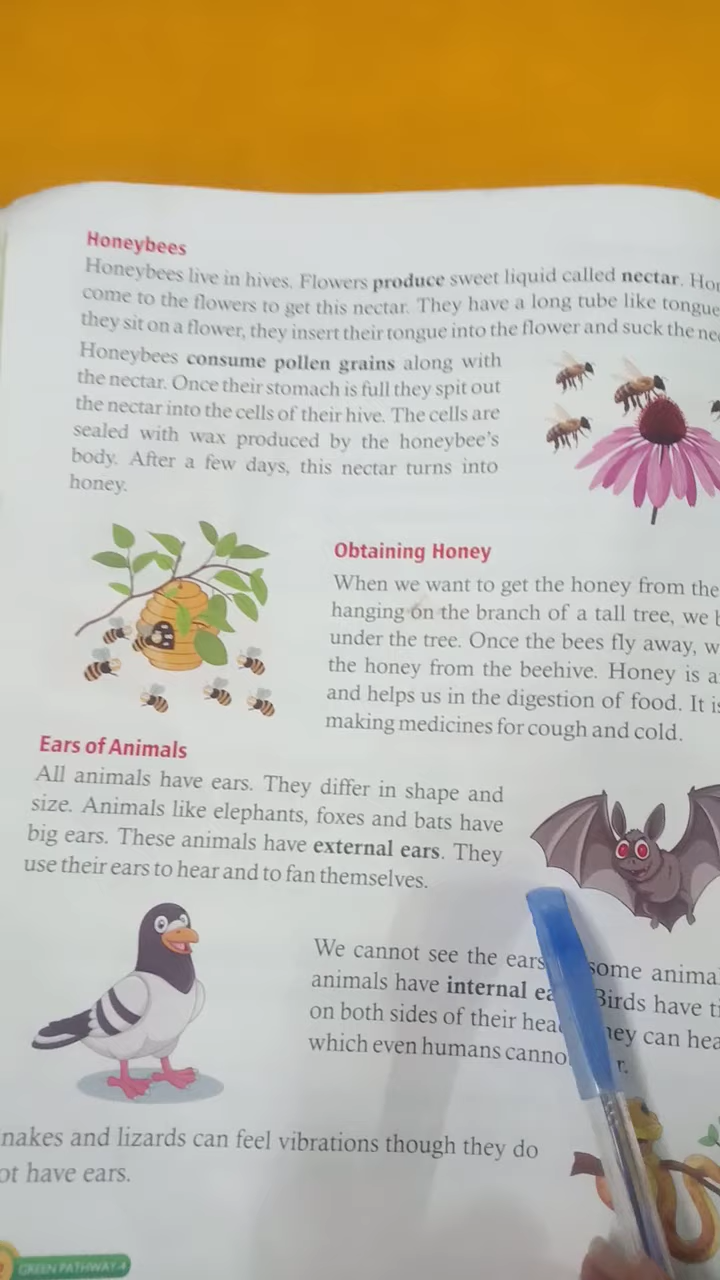 Honeybees
Honeybees live in hives. Flowers produce sweet liquid called nectar.
come to the flowers to get this nectar. They have a long tube like tongue
they sit on a flower, they insert their tongue into the flower and suck the
Honeybees consume pollen grains along with
the nectar. Once their stomach is full they spit out
the nectar into the cells of their hive. The cells are
sealed with wax produced by the honeybee's
body. After a few days, this nectar turns into
honey.
Obtaining Honey
When we want to get the honey from the
hanging on the branch of a tall tree, we
under the tree. Once the bees fly away,
the honey from the beehive. Honey is a
and helps us in the digestion of food. It is
making medicines for cough and cold.
Ears of Animals
All animals have ears. They differ in shape and
size. Animals like elephants, foxes and bats have
big ears. These animals have external ears. They
use their ears to hear and to fan themselves.
We cannot see the ears some
animals have internal Birds have
on both sides of their can
which even humans
nakes and lizards can feel vibrations though they do
ot have ears.
GREEN PATHWAY-4